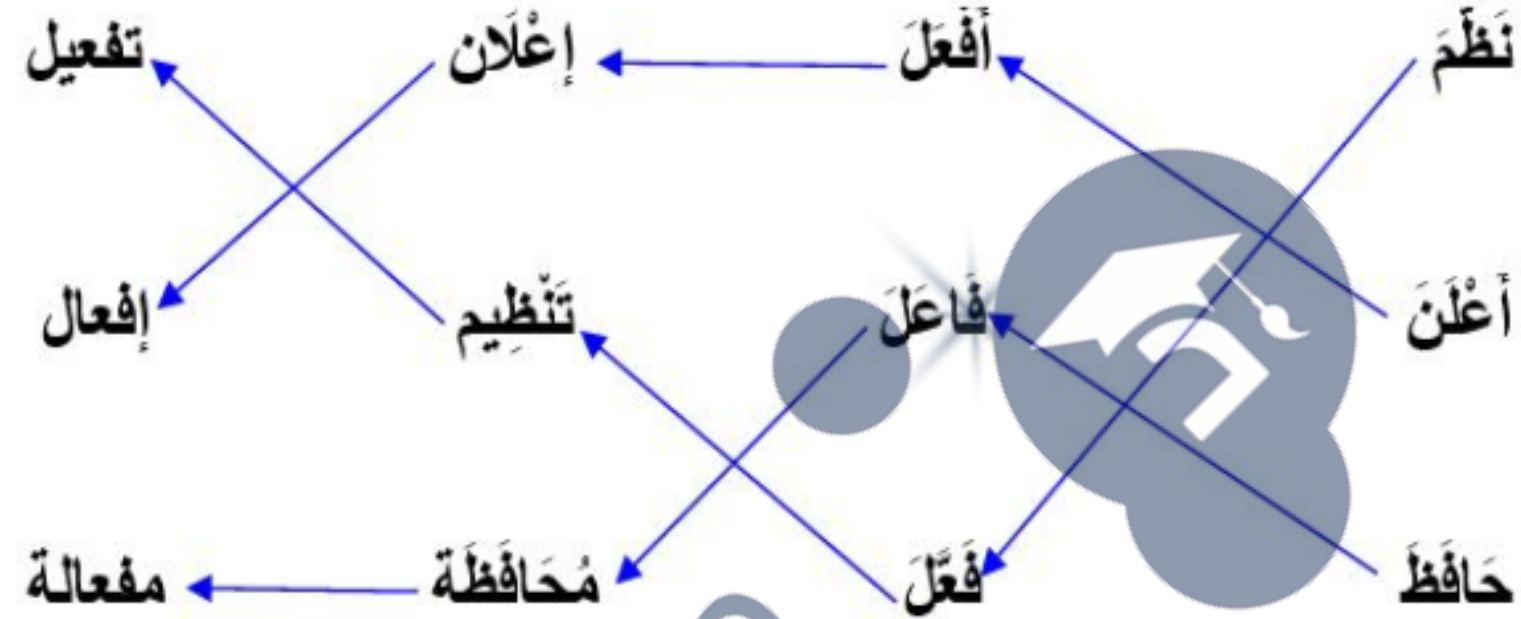 نَظَّمَ أَفْعَلَ إِعْلَان تفعيل
أَعْلَنَ فَاعَلَ تَنْظِيم إفعال
حَافَظَ فَعَّلَ مُحَافَظَة مفعالة